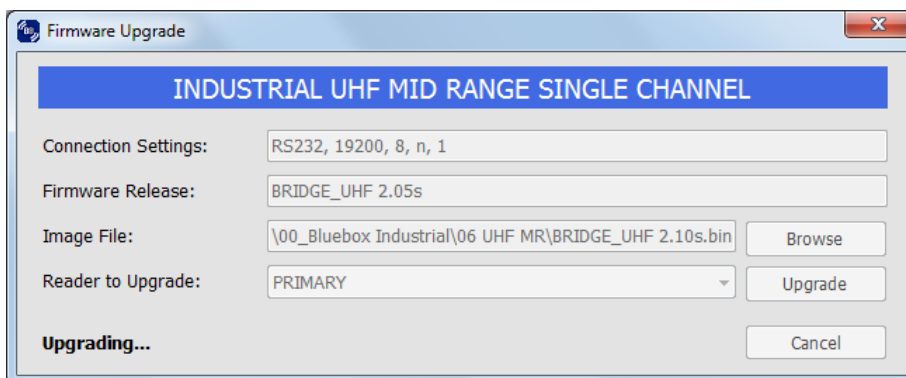 Firmware Upgrade
INDUSTRIAL UHF MID RANGE SINGLE CHANNEL
Connection Settings: RS232, 19200, 8, n, 1
Firmware Release: BRIDGE_UHF 2.05s
Image File: \00_Bluebox Industrial\06 UHF MR\BRIDGE_UHF 2.10s.bin Browse
Reader to Upgrade: PRIMARY Upgrade
Upgrading... Cancel